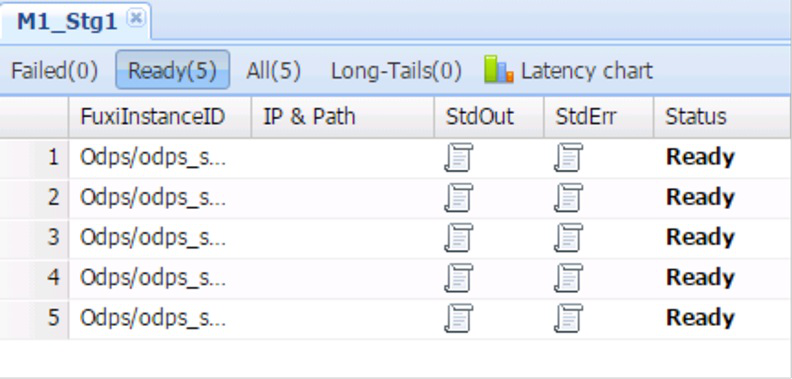 M1_Stg1
Failed(0) Ready(5) All(5) Long-Tails(0) Latency chart
FuxiInstanceID IP & Path StdOut StdErr Status
1 Odps/odps_s... Ready
2 Odps/odps_s... Ready
3 Odps/odps_s... Ready
4 Odps/odps_s... Ready
5 Odps/odps_s... Ready